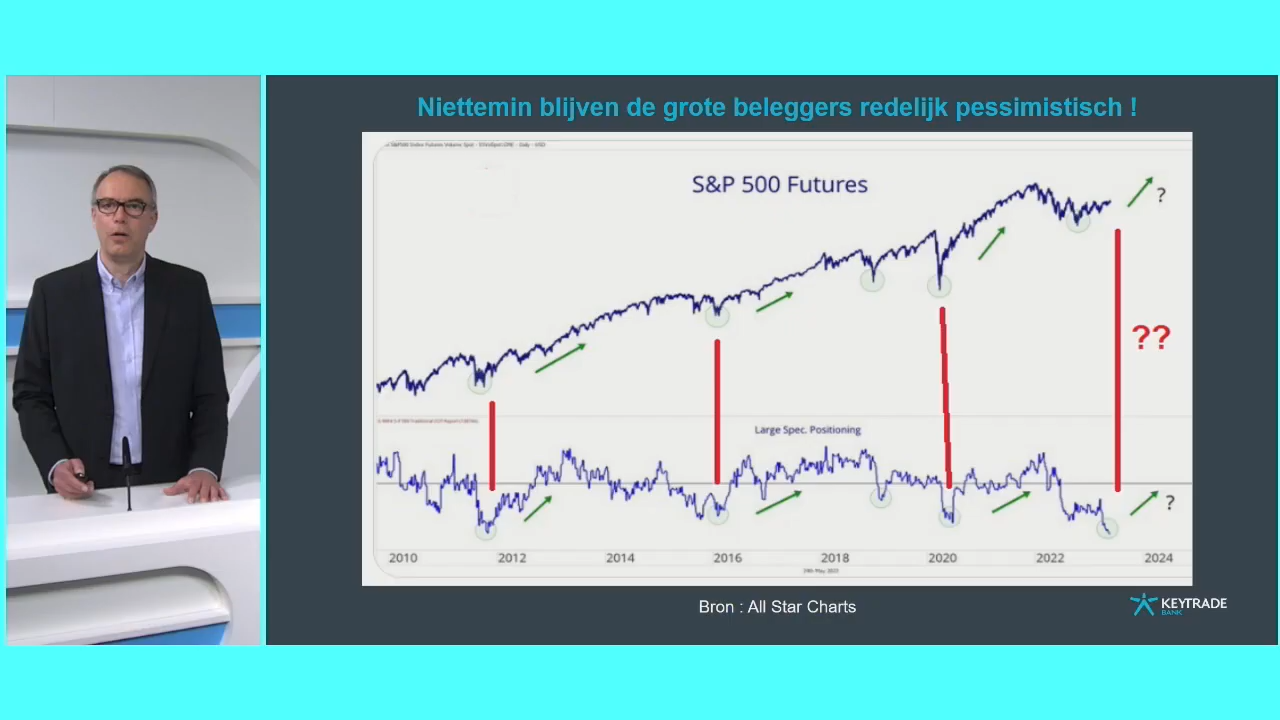 Niettemin blijven de grote beleggers redelijk pessimistisch !
S&P 500 Futures
?
??
Large Spec. Positioning
?
2010 2012 2014 2016 2018 2020 2022 2024
Bron : All Star Charts
KEYTRADE
BANK